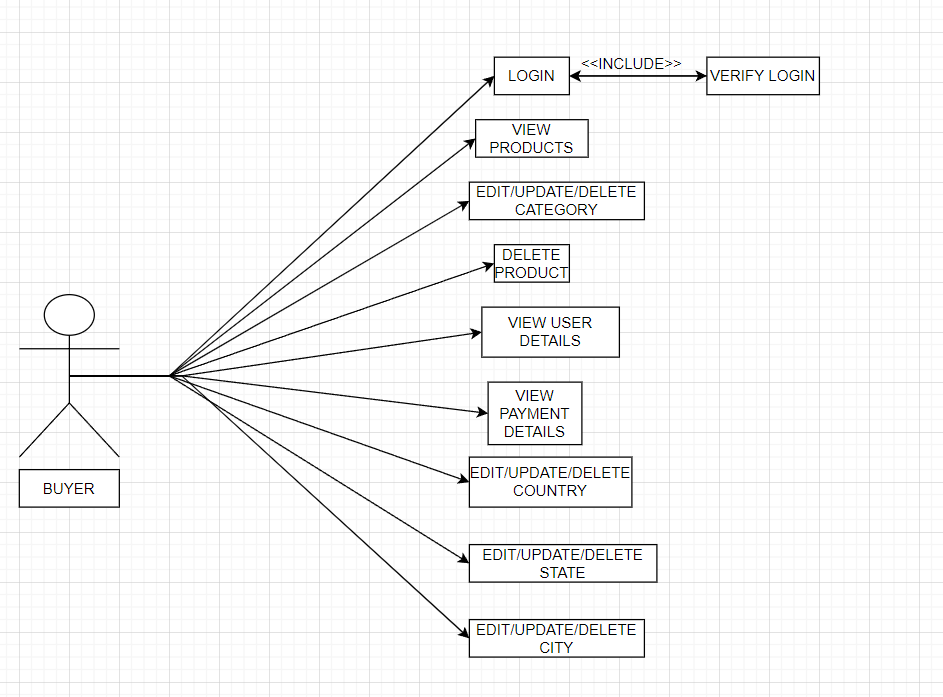 LOGIN
<<INCLUDE>>
VERIFY LOGIN
VIEW
PRODUCTS
EDIT/UPDATE/DELETE
CATEGORY
DELETE
PRODUCT
VIEW USER
DETAILS
VIEW
PAYMENT
DETAILS
EDIT/UPDATE/DELETE
COUNTRY
BUYER
EDIT/UPDATE/DELETE
STATE
EDIT/UPDATE/DELETE
CITY